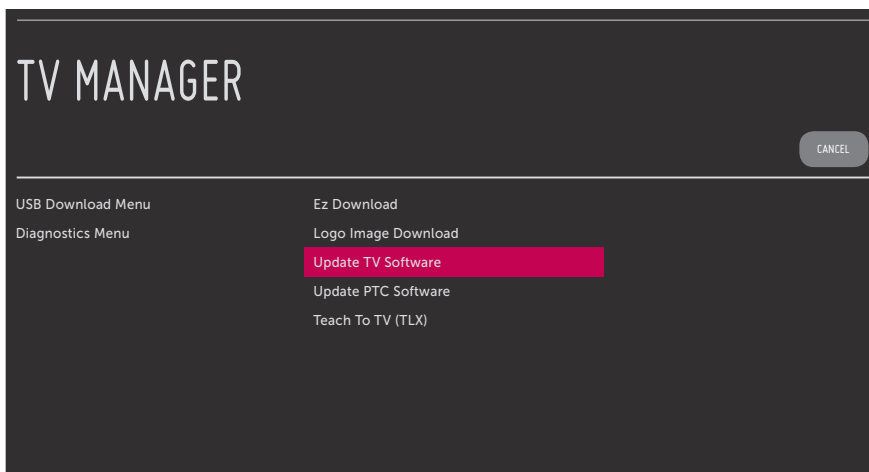 TV MANAGER
CANCEL
USB Download Menu
Diagnostics Menu
Ez Download
Logo Image Download
Update TV Software
Update PTC Software
Teach To TV (TLX)